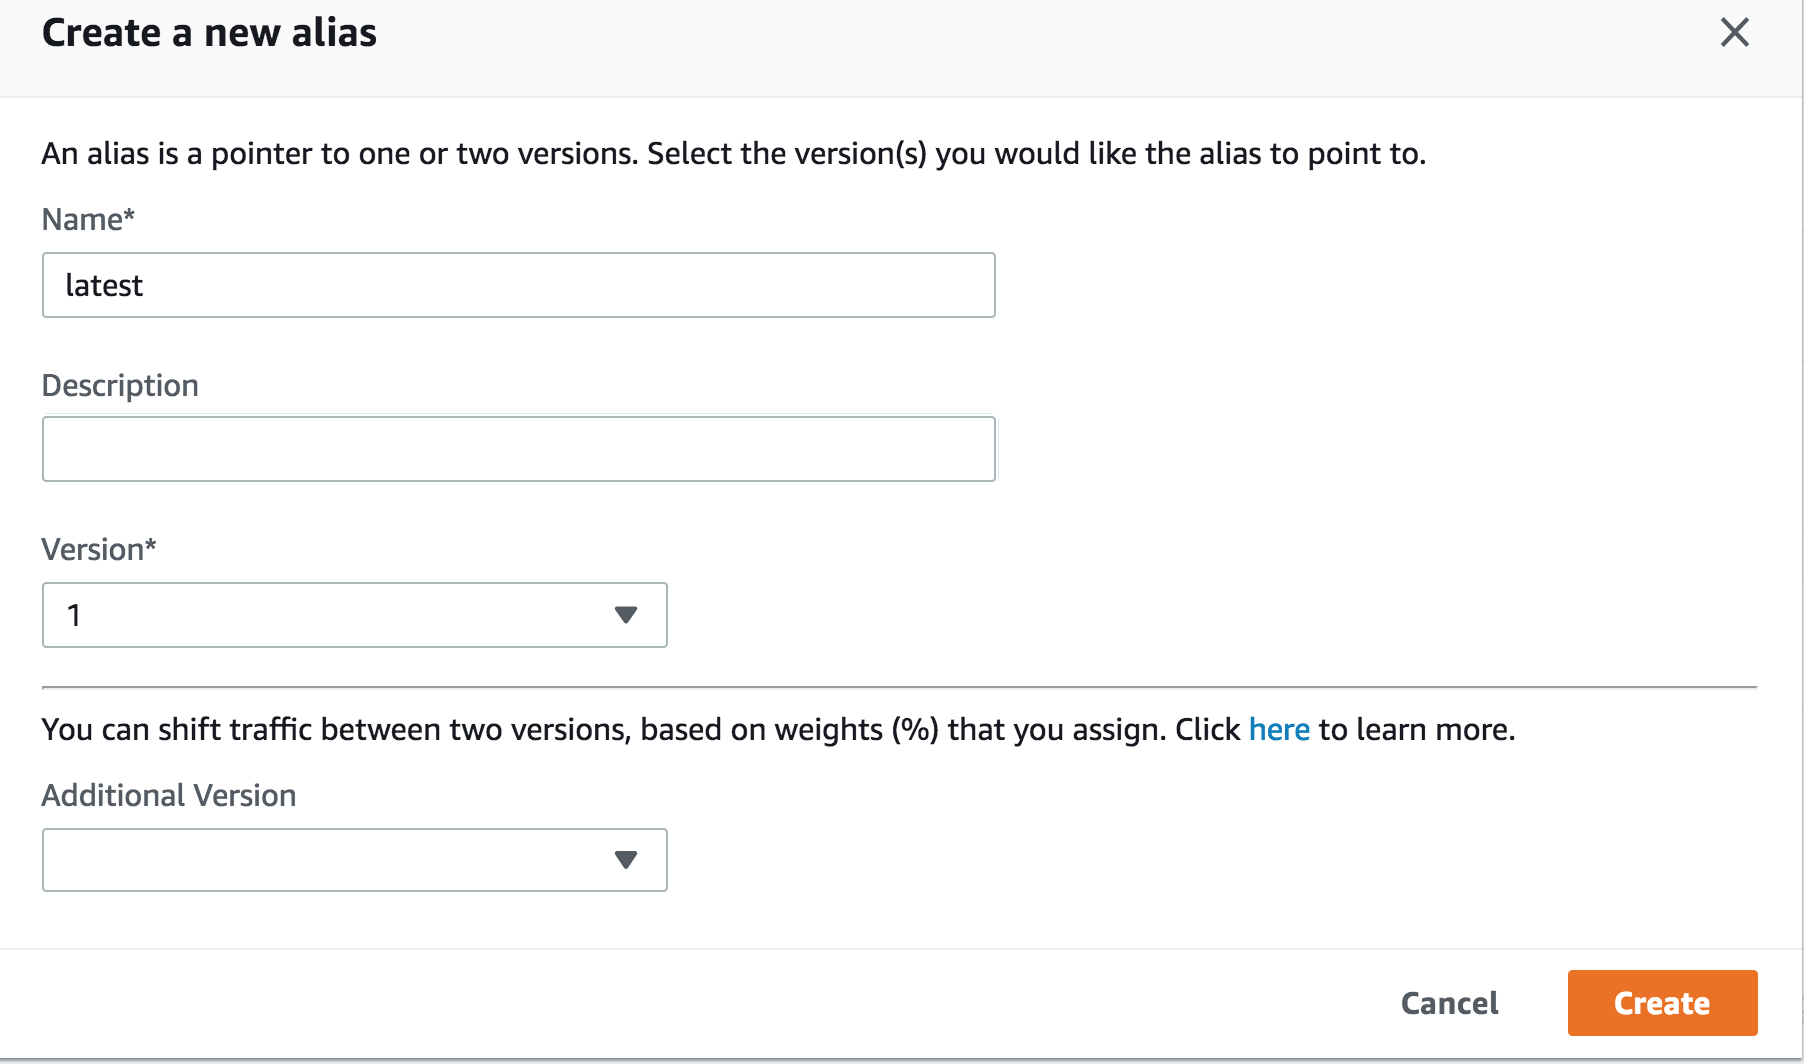 Create a new alias
An alias is a pointer to one or two versions. Select the version(s) you would like the alias to point to.
Name*
latest
Description
Version*
1
You can shift traffic between two versions, based on weights (%) that you assign. Click here to learn more.
Additional Version
Cancel
Create